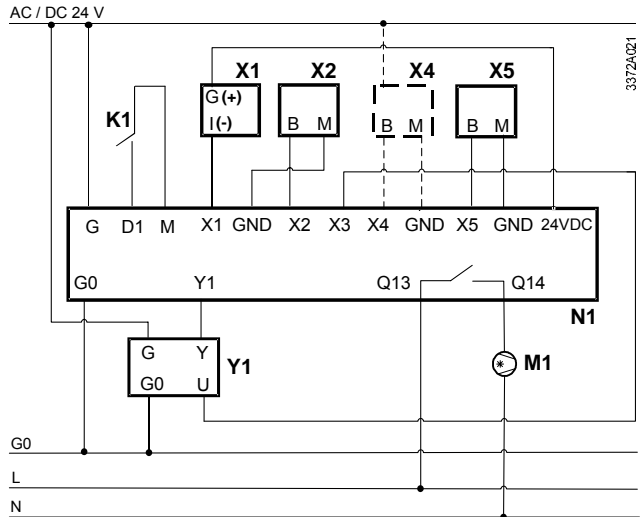 AC / DC 24 V
3372A021
X1 X2 X4 X5
G (+)
K1 I (-) B M B M B M
G D1 M X1 GND X2 X3 X4 GND X5 GND 24VDC
G0 Y1 Q13 Q14
N1
G Y
Y1 M1
G0 U
G0
L
N